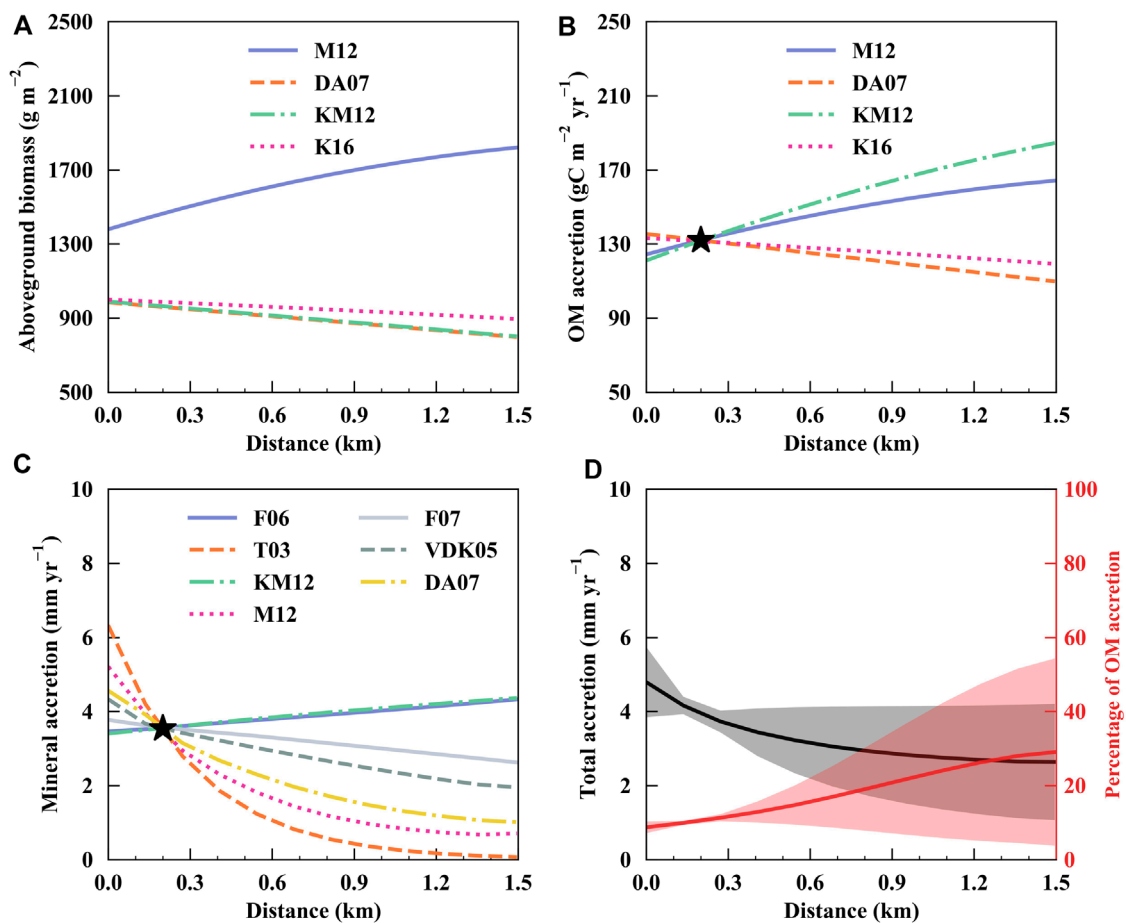 A
Aboveground biomass (g m⁻²)
2500
2100
1700
1300
900
500
M12
DA07
KM12
K16
0.0 0.3 0.6 0.9 1.2 1.5
Distance (km)
B
OM accretion (gC m⁻² yr⁻¹)
250
210
170
130
90
50
M12
DA07
KM12
K16
0.0 0.3 0.6 0.9 1.2 1.5
Distance (km)
C
Mineral accretion (mm yr⁻¹)
10
8
6
4
2
0
F06 F07
T03 VDK05
KM12 DA07
M12
0.0 0.3 0.6 0.9 1.2 1.5
Distance (km)
D
Total accretion (mm yr⁻¹)
10
8
6
4
2
0
100
80
60
40
20
0
Percentage of OM accretion
0.0 0.3 0.6 0.9 1.2 1.5
Distance (km)